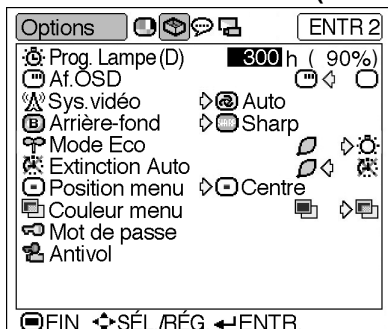 Options ENTR 2
Prog. Lampe (D) 300 h ( 90%)
Af.OSD
Sys.vidéo Auto
B Arrière-fond Sharp
Mode Eco
Extinction Auto
Position menu Centre
Couleur menu
Mot de passe
Antivol
FIN SÉL./RÉG ENTR